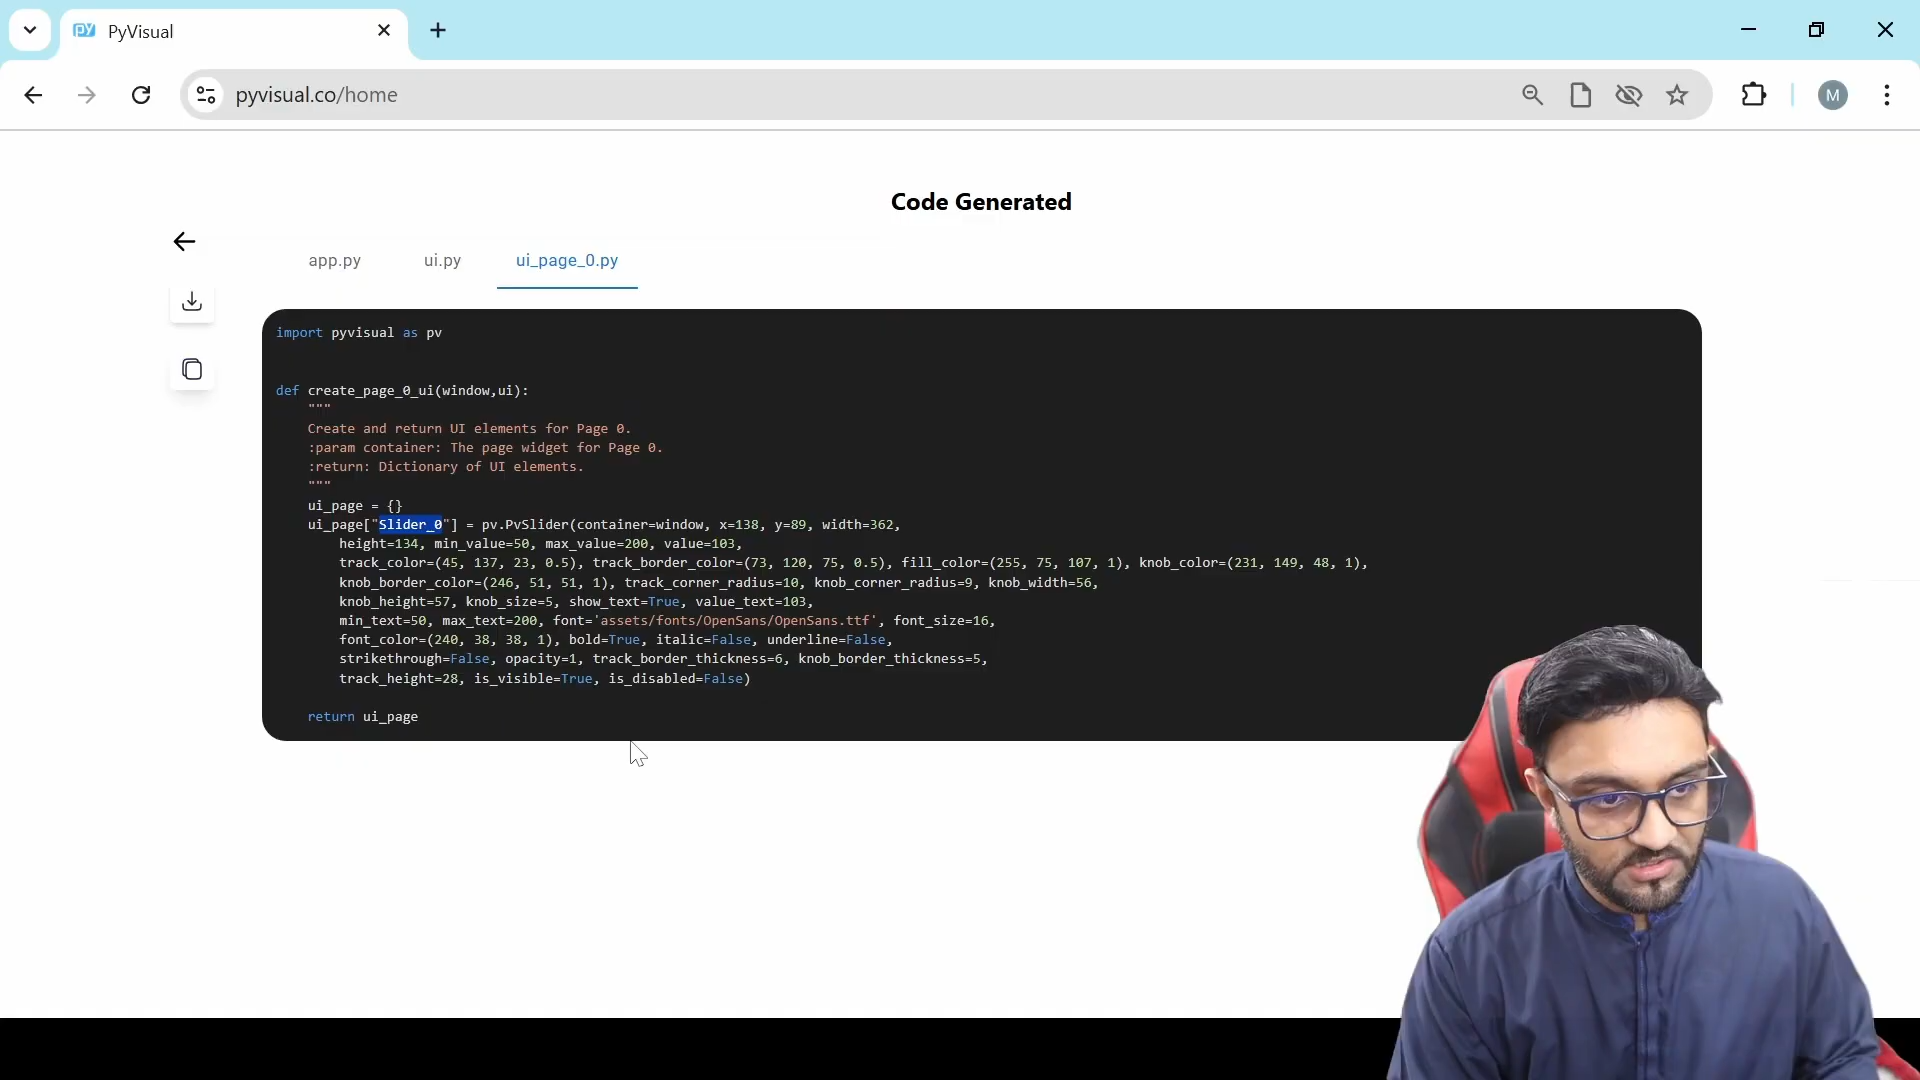 PyVisual
pyvisual.co/home
M
Code Generated
app.py
ui.py
ui_page_0.py
import pyvisual as pv
def create_page_0_ui(window,ui):
"""
Create and return UI elements for Page 0.
:param container: The page widget for Page 0.
:return: Dictionary of UI elements.
"""
ui_page = {}
ui_page["Slider_0"] = pv.PvSlider(container=window, x=138, y=89, width=362,
height=134, min_value=50, max_value=200, value=103,
track_color=(45, 137, 23, 0.5), track_border_color=(73, 120, 75, 0.5), fill_color=(255, 75, 107, 1), knob_color=(231, 149, 48, 1),
knob_border_color=(246, 51, 51, 1), track_corner_radius=10, knob_corner_radius=9, knob_width=56,
knob_height=57, knob_size=5, show_text=True, value_text=103,
min_text=50, max_text=200, font='assets/fonts/OpenSans/OpenSans.ttf', font_size=16,
font_color=(240, 38, 38, 1), bold=True, italic=False, underline=False,
strikethrough=False, opacity=1, track_border_thickness=6, knob_border_thickness=5,
track_height=28, is_visible=True, is_disabled=False)
return ui_page